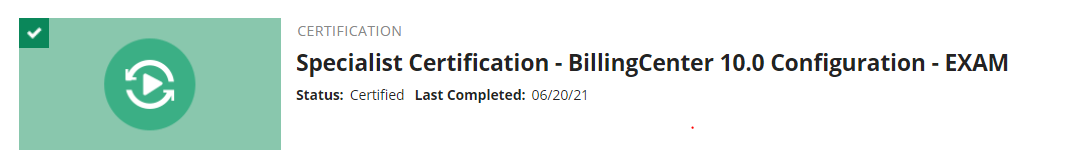 CERTIFICATION
Specialist Certification - BillingCenter 10.0 Configuration - EXAM
Status: Certified Last Completed: 06/20/21